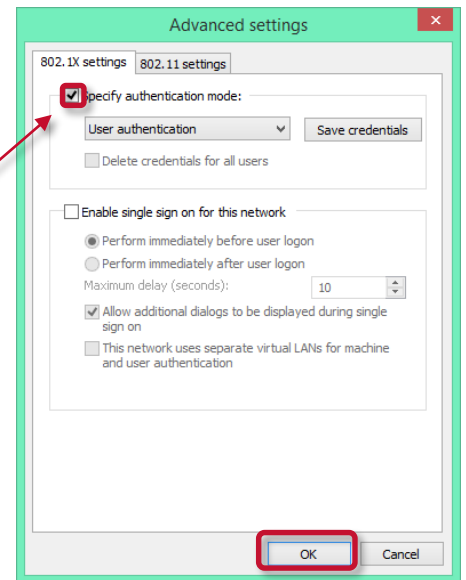 Advanced settings
802.1X settings 802.11 settings
Specify authentication mode:
User authentication Save credentials
Delete credentials for all users
Enable single sign on for this network
Perform immediately before user logon
Perform immediately after user logon
Maximum delay (seconds): 10
Allow additional dialogs to be displayed during single
sign on
This network uses separate virtual LANs for machine
and user authentication
OK Cancel